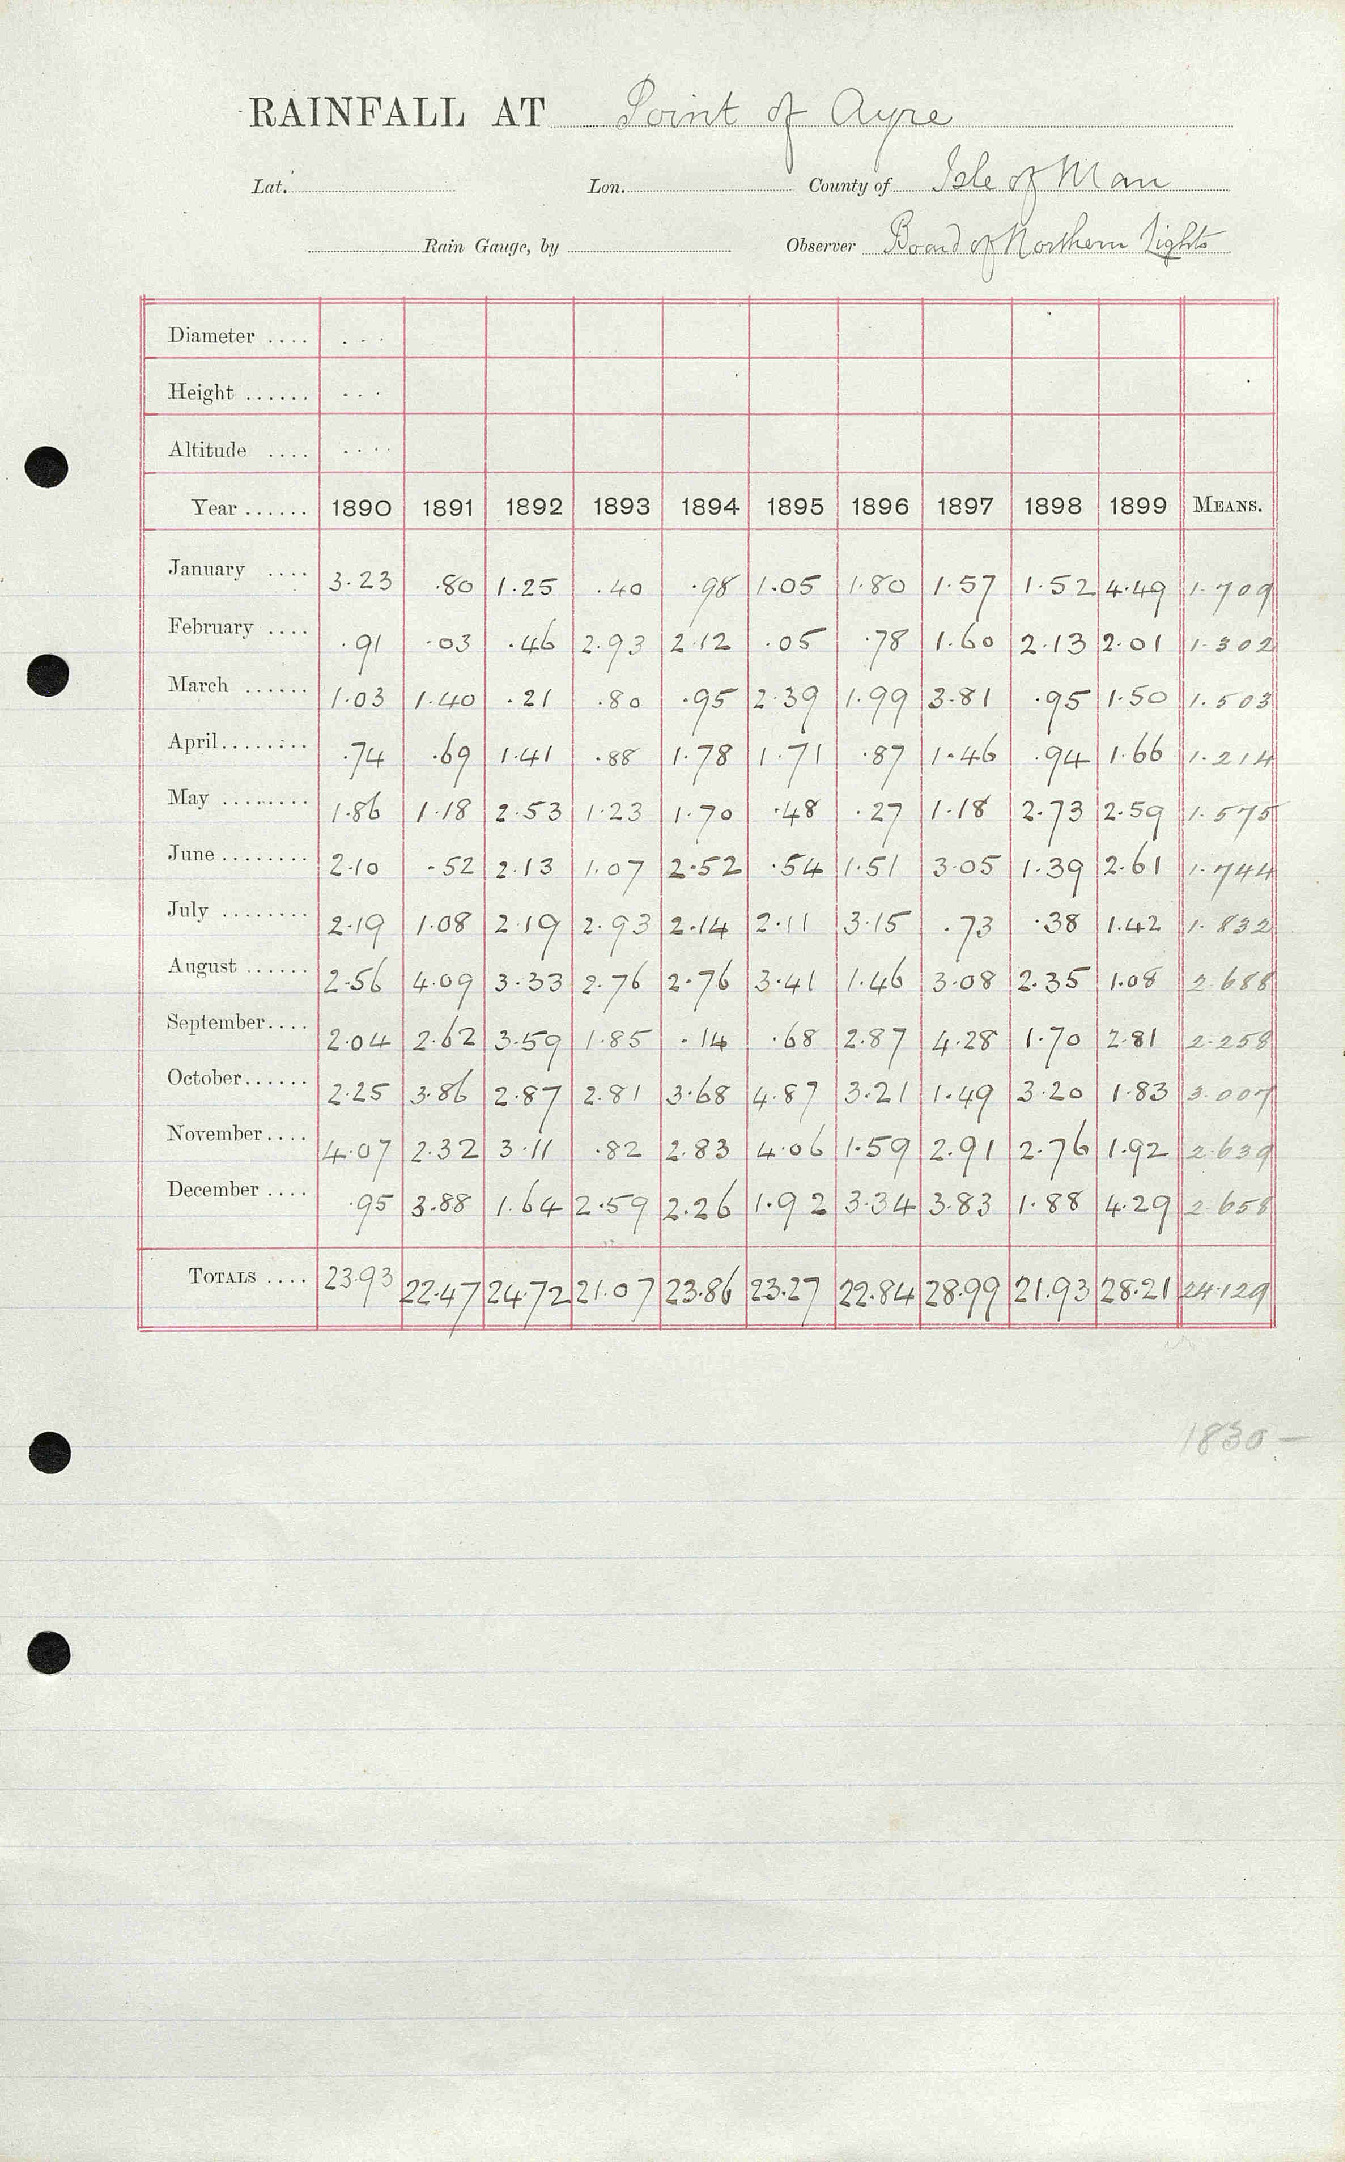 RAINFALL AT Point of Ayre
Lat. Lon. County of Isle of Man
Rain Gauge, by Observer Board of Northern Lights
Diameter ....
Height ......
Altitude ....
Year ...... 1890 1891 1892 1893 1894 1895 1896 1897 1898 1899 MEANS.
January .... 3.23 .80 1.25 .40 .98 1.05 1.80 1.57 1.52 4.49 1.709
February .... .91 .03 .46 2.93 2.12 .05 .78 1.60 2.13 2.01 1.302
March ...... 1.03 1.40 .21 .80 .95 2.39 1.99 3.81 .95 1.50 1.503
April........ .74 .69 1.41 .88 1.78 1.71 .87 1.46 .94 1.66 1.214
May ........ 1.86 1.18 2.53 1.23 1.70 .48 .27 1.18 2.73 2.59 1.575
June ........ 2.10 .52 2.13 1.07 2.52 .54 1.51 3.05 1.39 2.61 1.744
July ........ 2.19 1.08 2.19 2.93 2.14 2.11 3.15 .73 .38 1.42 1.832
August ...... 2.56 4.09 3.33 2.76 2.76 3.41 1.46 3.08 2.35 1.08 2.688
September.... 2.04 2.62 3.59 1.85 .14 .68 2.87 4.28 1.70 2.81 2.258
October...... 2.25 3.86 2.87 2.81 3.68 4.87 3.21 1.49 3.20 1.83 3.007
November.... 4.07 2.32 3.11 .82 2.83 4.06 1.59 2.91 2.76 1.92 2.639
December .... .95 3.88 1.64 2.59 2.26 1.92 3.34 3.83 1.88 4.29 2.658
TOTALS .... 23.93 22.47 24.72 21.07 23.86 23.27 22.84 28.99 21.93 28.21 24.129
1830-